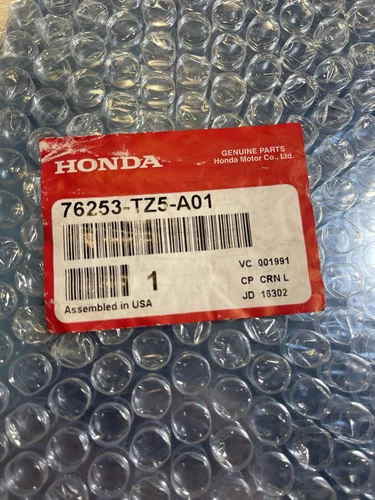 HONDA
GENUINE PARTS
Honda Motor Co., Ltd.
76253-TZ5-A01
1
VC 001991
CP CRN L
JD 16302
Assembled in USA